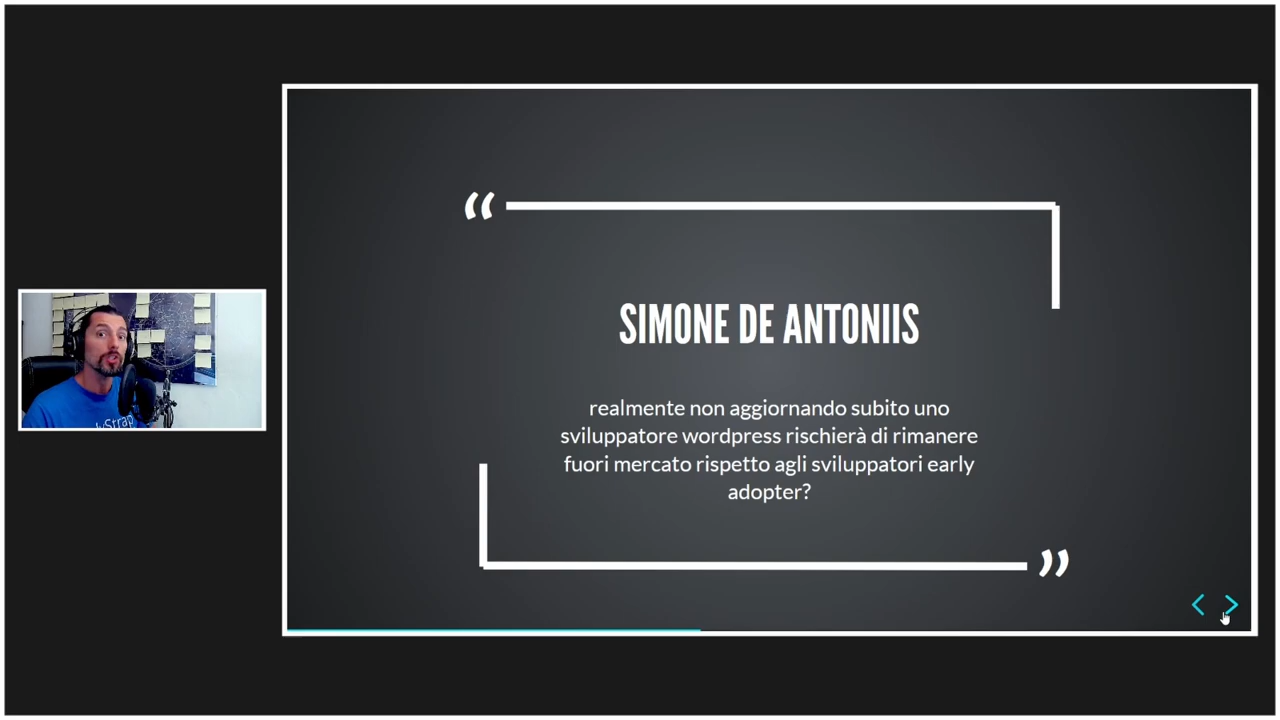 “
SIMONE DE ANTONIIS
realmente non aggiornando subito uno
sviluppatore wordpress rischierà di rimanere
fuori mercato rispetto agli sviluppatori early
adopter?
”